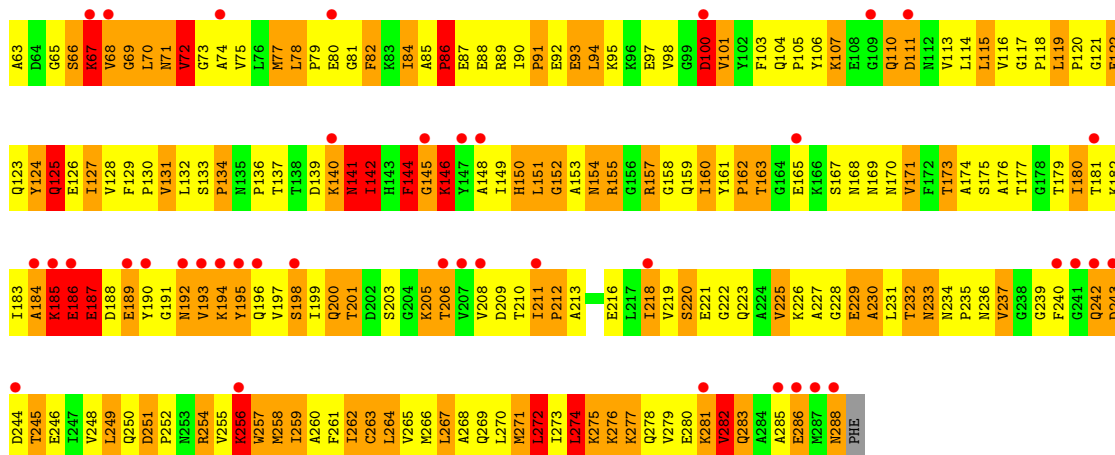 A63 D64 G65 S66 K67 V68 G69 L70 N71 V72 G73 A74 V75 L76 M77 L78 P79 E80 G81 F82 K83 I84 A85 P86 E87 E88 R89 I90 P91 E92 E93 L94 K95 K96 E97 V98 G99 D100 V101 Y102 F103 Q104 P105 Y106 K107 E108 G109 Q110 D111 N112 V113 L114 L115 V116 G117 P118 L119 P120 G121 E122
Q123 Y124 Q125 E126 I127 V128 F129 P130 V131 L132 S133 P134 N135 P136 T137 T138 D139 K140 N141 I142 H143 F144 G145 K146 Y147 A148 I149 H150 L151 G152 A153 N154 R155 G156 R157 G158 Q159 I160 Y161 P162 T163 G164 E165 K166 S167 N168 N169 N170 V171 F172 T173 A174 S175 A176 T177 G178 T179 I180 T181 K182
I183 A184 K185 E186 E187 D188 E189 Y190 G191 N192 V193 K194 Y195 Q196 V197 S198 I199 Q200 T201 D202 S203 G204 K205 T206 V207 V208 D209 T210 I211 P212 A213 E216 L217 I218 V219 S220 E221 G222 Q223 A224 V225 K226 A227 G228 E229 A230 L231 T232 N233 N234 P235 N236 V237 G238 G239 F240 G241 Q242 D243
D244 T245 E246 I247 V248 L249 Q250 D251 P252 N253 R254 V255 K256 W257 M258 I259 A260 F261 I262 C263 L264 V265 M266 L267 A268 Q269 L270 M271 L272 I273 L274 K275 K276 K277 Q278 V279 E280 K281 V282 Q283 A284 A285 E286 M287 N288 PHE